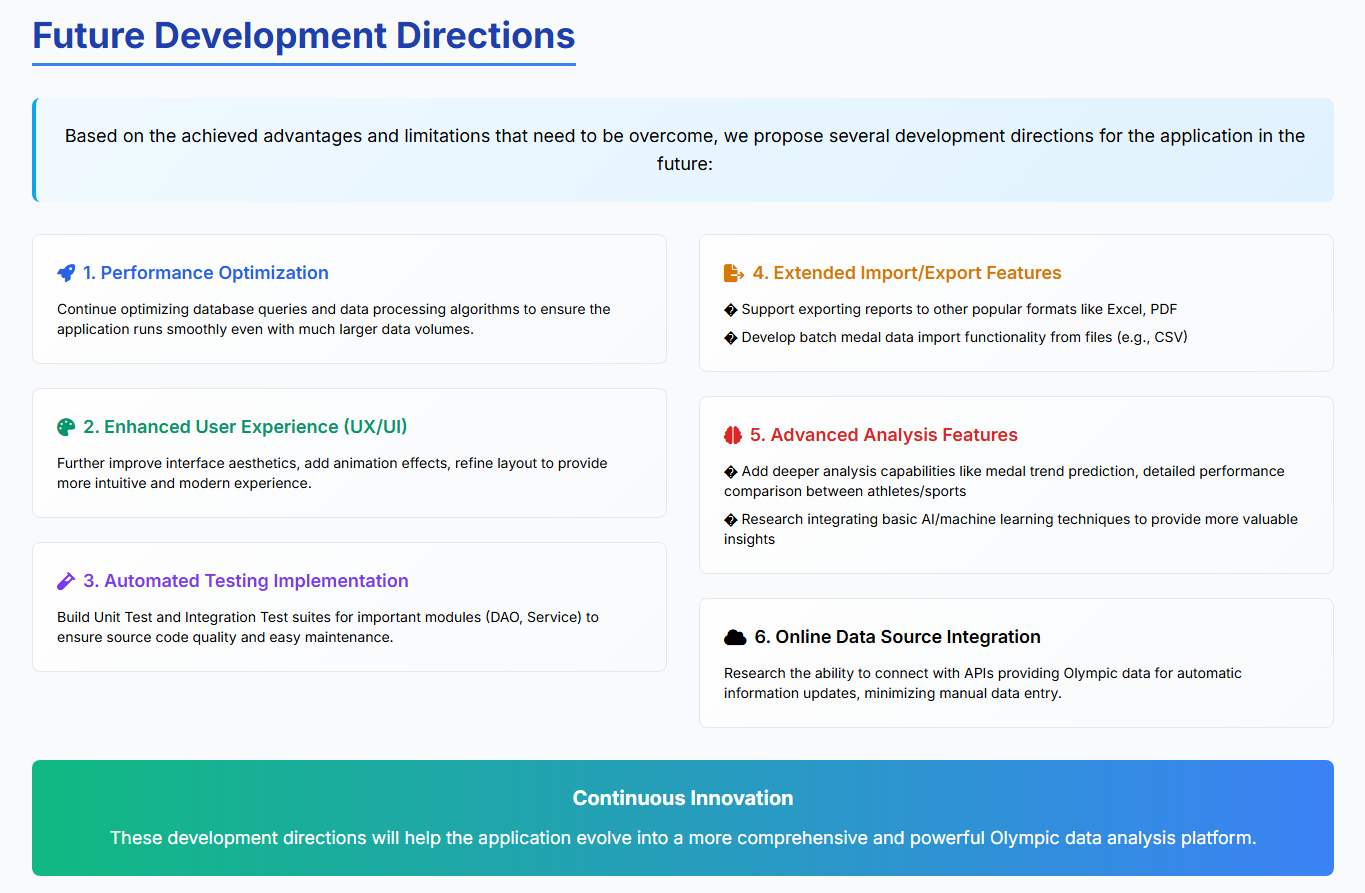 Future Development Directions
Based on the achieved advantages and limitations that need to be overcome, we propose several development directions for the application in the
future:
1. Performance Optimization
Continue optimizing database queries and data processing algorithms to ensure the
application runs smoothly even with much larger data volumes.
2. Enhanced User Experience (UX/UI)
Further improve interface aesthetics, add animation effects, refine layout to provide
more intuitive and modern experience.
3. Automated Testing Implementation
Build Unit Test and Integration Test suites for important modules (DAO, Service) to
ensure source code quality and easy maintenance.
4. Extended Import/Export Features
� Support exporting reports to other popular formats like Excel, PDF
� Develop batch medal data import functionality from files (e.g., CSV)
5. Advanced Analysis Features
� Add deeper analysis capabilities like medal trend prediction, detailed performance
comparison between athletes/sports
� Research integrating basic AI/machine learning techniques to provide more valuable
insights
6. Online Data Source Integration
Research the ability to connect with APIs providing Olympic data for automatic
information updates, minimizing manual data entry.
Continuous Innovation
These development directions will help the application evolve into a more comprehensive and powerful Olympic data analysis platform.